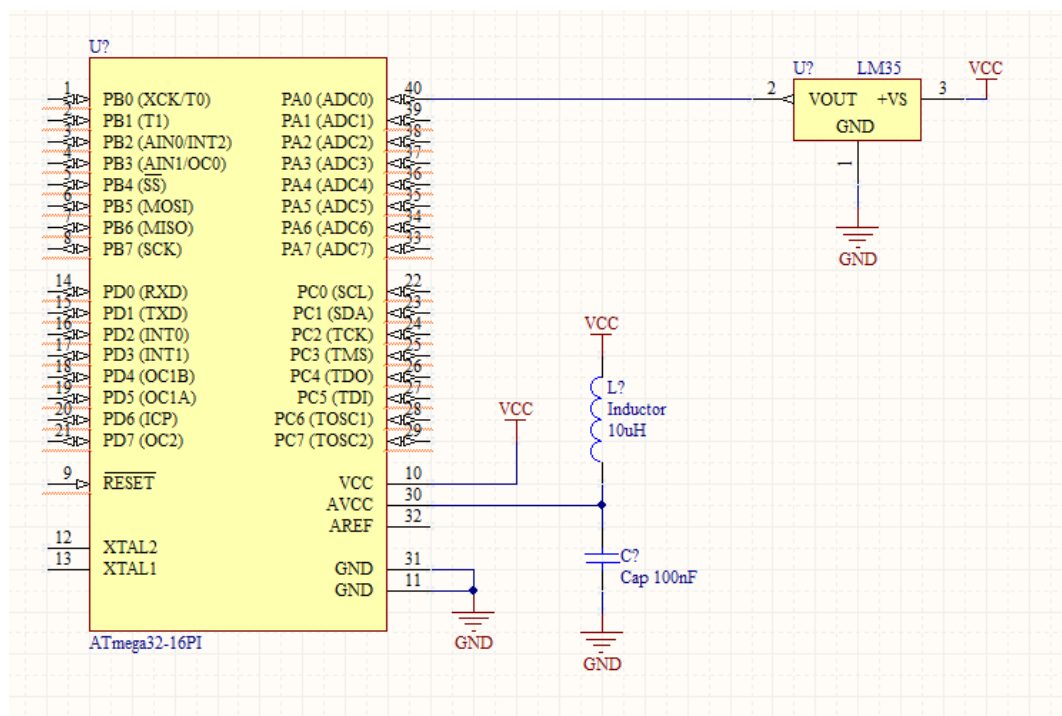 U?
1 PB0 (XCK/T0) PA0 (ADC0) 40
2 PB1 (T1) PA1 (ADC1) 39
3 PB2 (AIN0/INT2) PA2 (ADC2) 38
4 PB3 (AIN1/OC0) PA3 (ADC3) 37
5 PB4 (SS) PA4 (ADC4) 36
6 PB5 (MOSI) PA5 (ADC5) 35
7 PB6 (MISO) PA6 (ADC6) 34
8 PB7 (SCK) PA7 (ADC7) 33
14 PD0 (RXD) PC0 (SCL) 22
15 PD1 (TXD) PC1 (SDA) 23
16 PD2 (INT0) PC2 (TCK) 24
17 PD3 (INT1) PC3 (TMS) 25
18 PD4 (OC1B) PC4 (TDO) 26
19 PD5 (OC1A) PC5 (TDI) 27
20 PD6 (ICP) PC6 (TOSC1) 28
21 PD7 (OC2) PC7 (TOSC2) 29
9 RESET
VCC 10
AVCC 30
AREF 32
12 XTAL2
13 XTAL1
GND 31
GND 11
ATmega32-16PI
GND
VCC
VCC
L?
Inductor
10uH
C?
Cap 100nF
GND
U? LM35
VCC
2 VOUT +VS 3
GND
1
GND